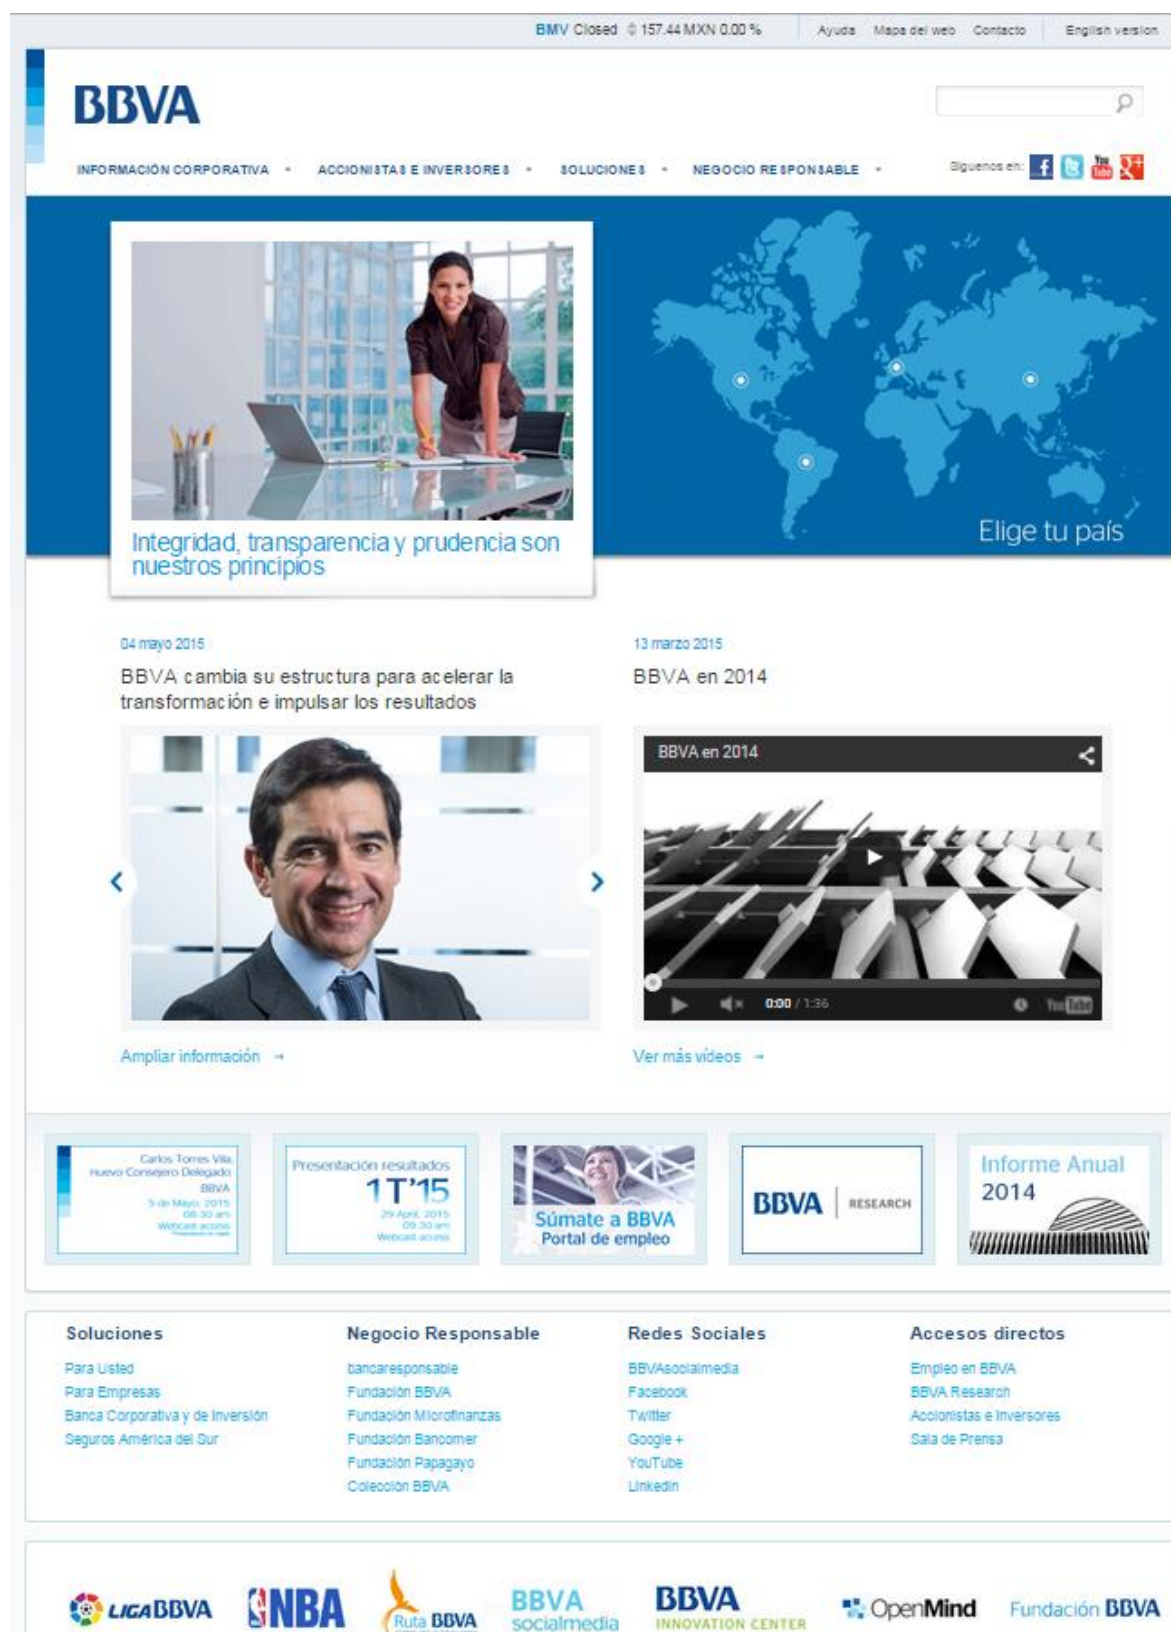 BMV Closed 157.44 MXN 0.00 %
Ayuda Mapa del web Contacto English version
BBVA
INFORMACIÓN CORPORATIVA ACCIONISTAS E INVERSORES SOLUCIONES NEGOCIO RESPONSABLE
Síguenos en: f You Tube g+
Elige tu país
Integridad, transparencia y prudencia son
nuestros principios
04 mayo 2015
BBVA cambia su estructura para acelerar la
transformación e impulsar los resultados
Ampliar información
13 marzo 2015
BBVA en 2014
BBVA en 2014
0:00 / 1:36
YouTube
Ver más vídeos
Carlos Torres Vila,
nuevo Consejero Delegado
BBVA
5 de Mayo, 2015
08:30 am
Webcast access
Presentación resultados
1T'15
29 April, 2015
09:30 am
Webcast access
Súmate a BBVA
Portal de empleo
BBVA RESEARCH
Informe Anual
2014
Soluciones
Para Usted
Para Empresas
Banca Corporativa y de Inversión
Seguros América del Sur
Negocio Responsable
bancaresponsable
Fundación BBVA
Fundación Microfinanzas
Fundación Bancomer
Fundación Papagayo
Colección BBVA
Redes Sociales
BBVAsocialmedia
Facebook
Twitter
Google +
YouTube
Linkedin
Accesos directos
Empleo en BBVA
BBVA Research
Accionistas e Inversores
Sala de Prensa
LIGA BBVA
NBA
Ruta BBVA
BBVA
socialmedia
BBVA
INNOVATION CENTER
OpenMind
Fundación BBVA